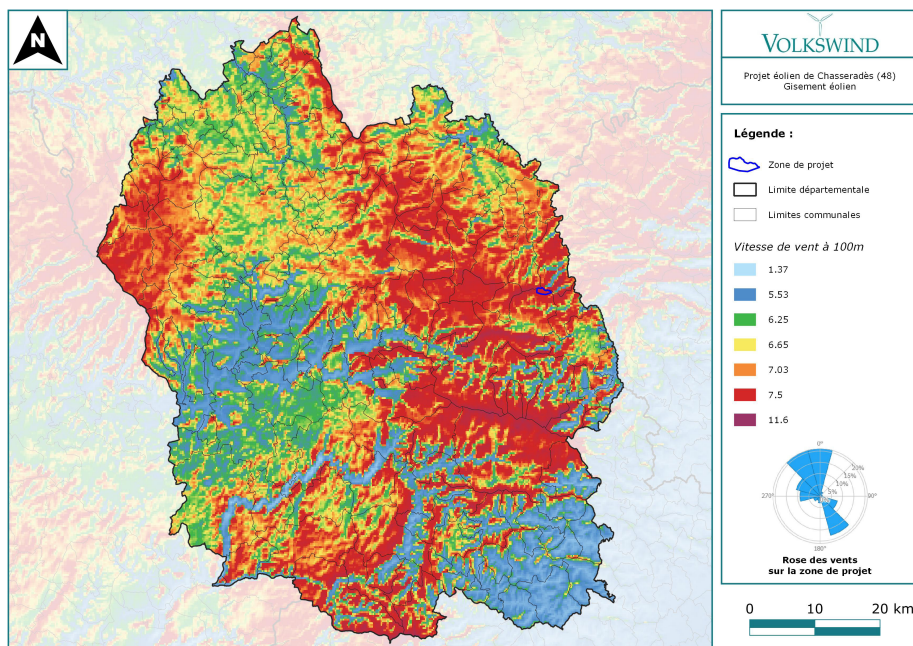 N
VOLKSWIND
Projet éolien de Chasseradès (48)
Gisement éolien
Légende :
Zone de projet
Limite départementale
Limites communales
Vitesse de vent à 100m
1.37
5.53
6.25
6.65
7.03
7.5
11.6
0°
20%
15%
10%
5%
270°
90°
180°
Rose des vents
sur la zone de projet
0 10 20 km